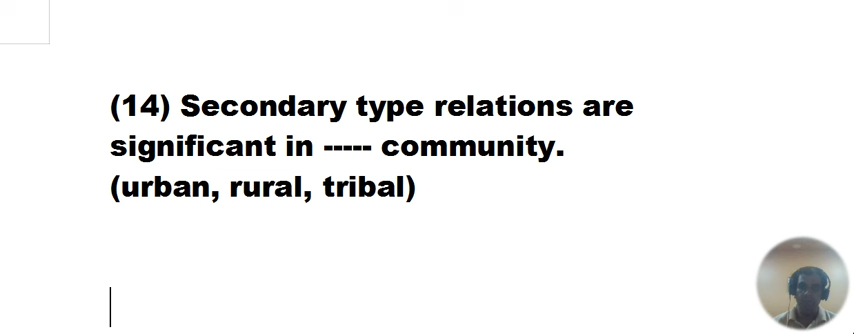 (14) Secondary type relations are
significant in ----- community.
(urban, rural, tribal)